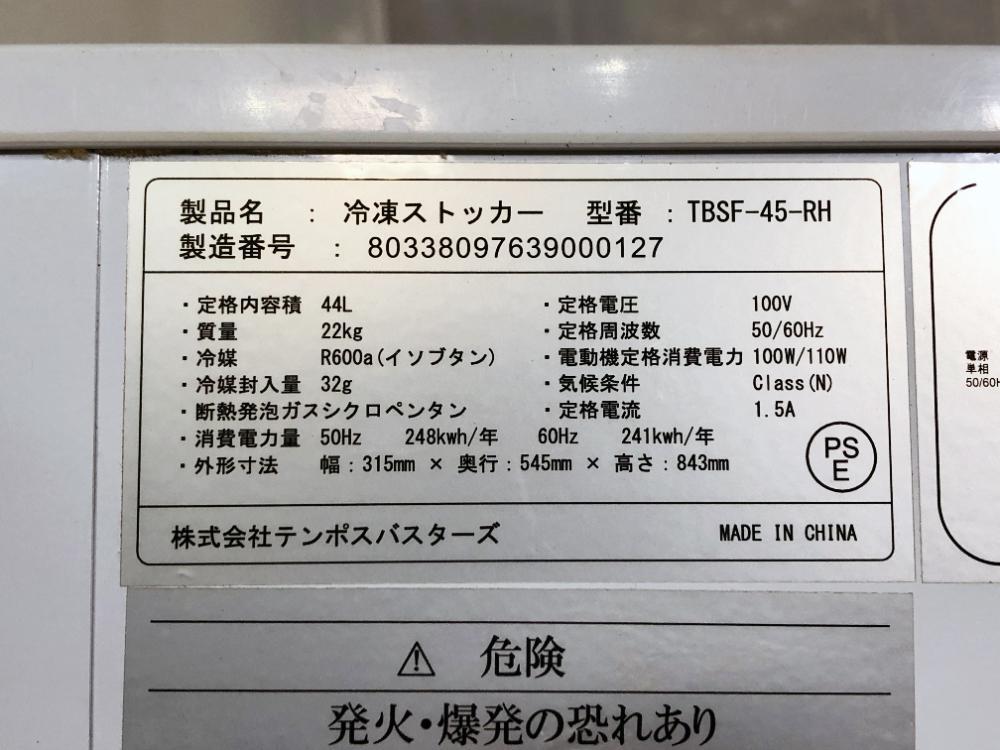 製品名 : 冷凍ストッカー 型番 : TBSF-45-RH
製造番号 : 80338097639000127
・定格内容積 44L ・定格電圧 100V
・質量 22kg ・定格周波数 50/60Hz
・冷媒 R600a(イソブタン) ・電動機定格消費電力 100W/110W
・冷媒封入量 32g ・気候条件 Class(N)
・断熱発泡ガスシクロペンタン ・定格電流 1.5A
・消費電力量 50Hz 248kwh/年 60Hz 241kwh/年
・外形寸法 幅:315mm × 奥行:545mm × 高さ:843mm
PS
E
株式会社テンポスバスターズ MADE IN CHINA
電源
単相
50/60H
⚠ 危険
発火・爆発の恐れあり